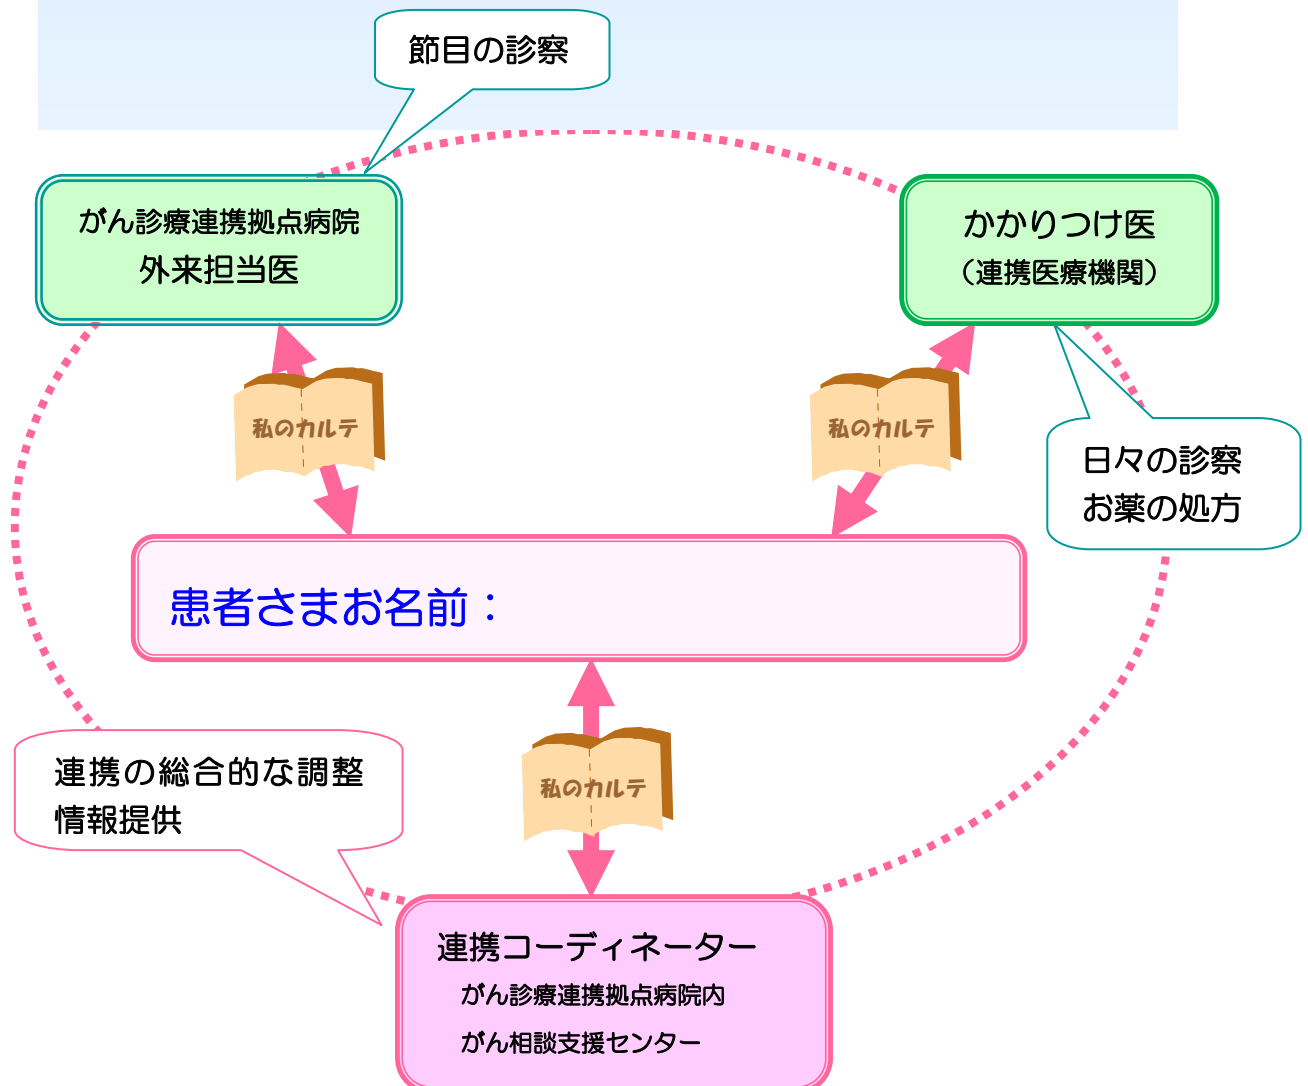 節目の診察
がん診療連携拠点病院
外来担当医
かかりつけ医
（連携医療機関）
私のカルテ
私のカルテ
日々の診察
お薬の処方
患者さまお名前：
連携の総合的な調整
情報提供
私のカルテ
連携コーディネーター
がん診療連携拠点病院内
がん相談支援センター